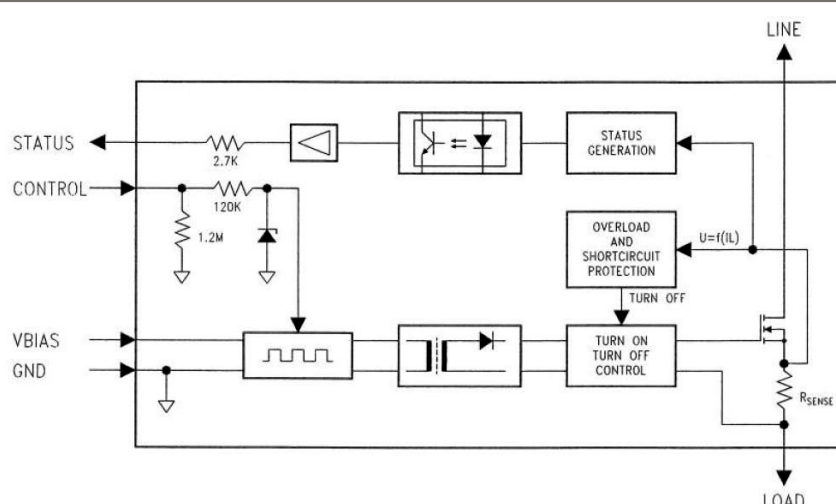 LINE
STATUS
2.7K
STATUS
GENERATION
CONTROL
120K
1.2M
OVERLOAD
AND
SHORTCIRCUIT
PROTECTION
U=f(IL)
TURN OFF
VBIAS
GND
TURN ON
TURN OFF
CONTROL
RSENSE
LOAD